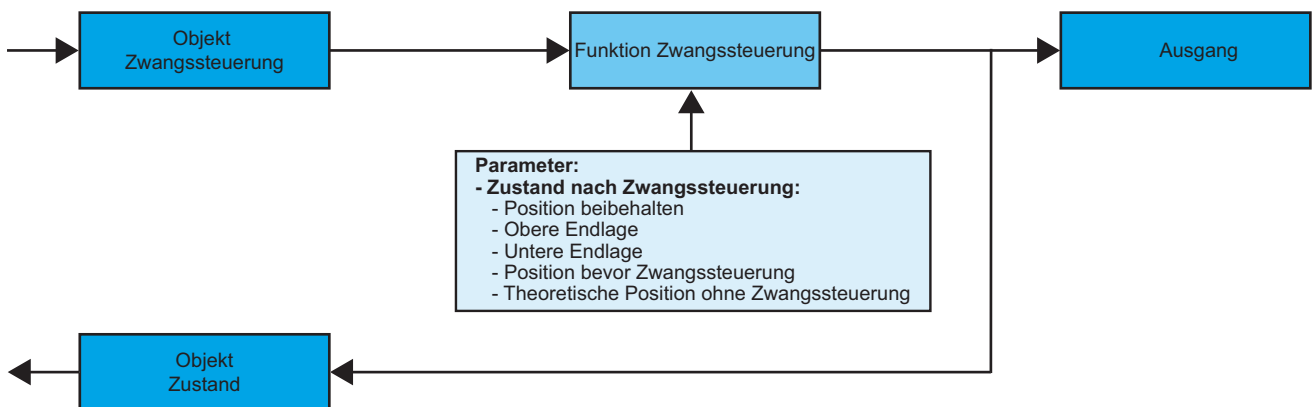 Objekt
Zwangssteuerung
Funktion Zwangssteuerung
Ausgang
Parameter:
- Zustand nach Zwangssteuerung:
- Position beibehalten
- Obere Endlage
- Untere Endlage
- Position bevor Zwangssteuerung
- Theoretische Position ohne Zwangssteuerung
Objekt
Zustand